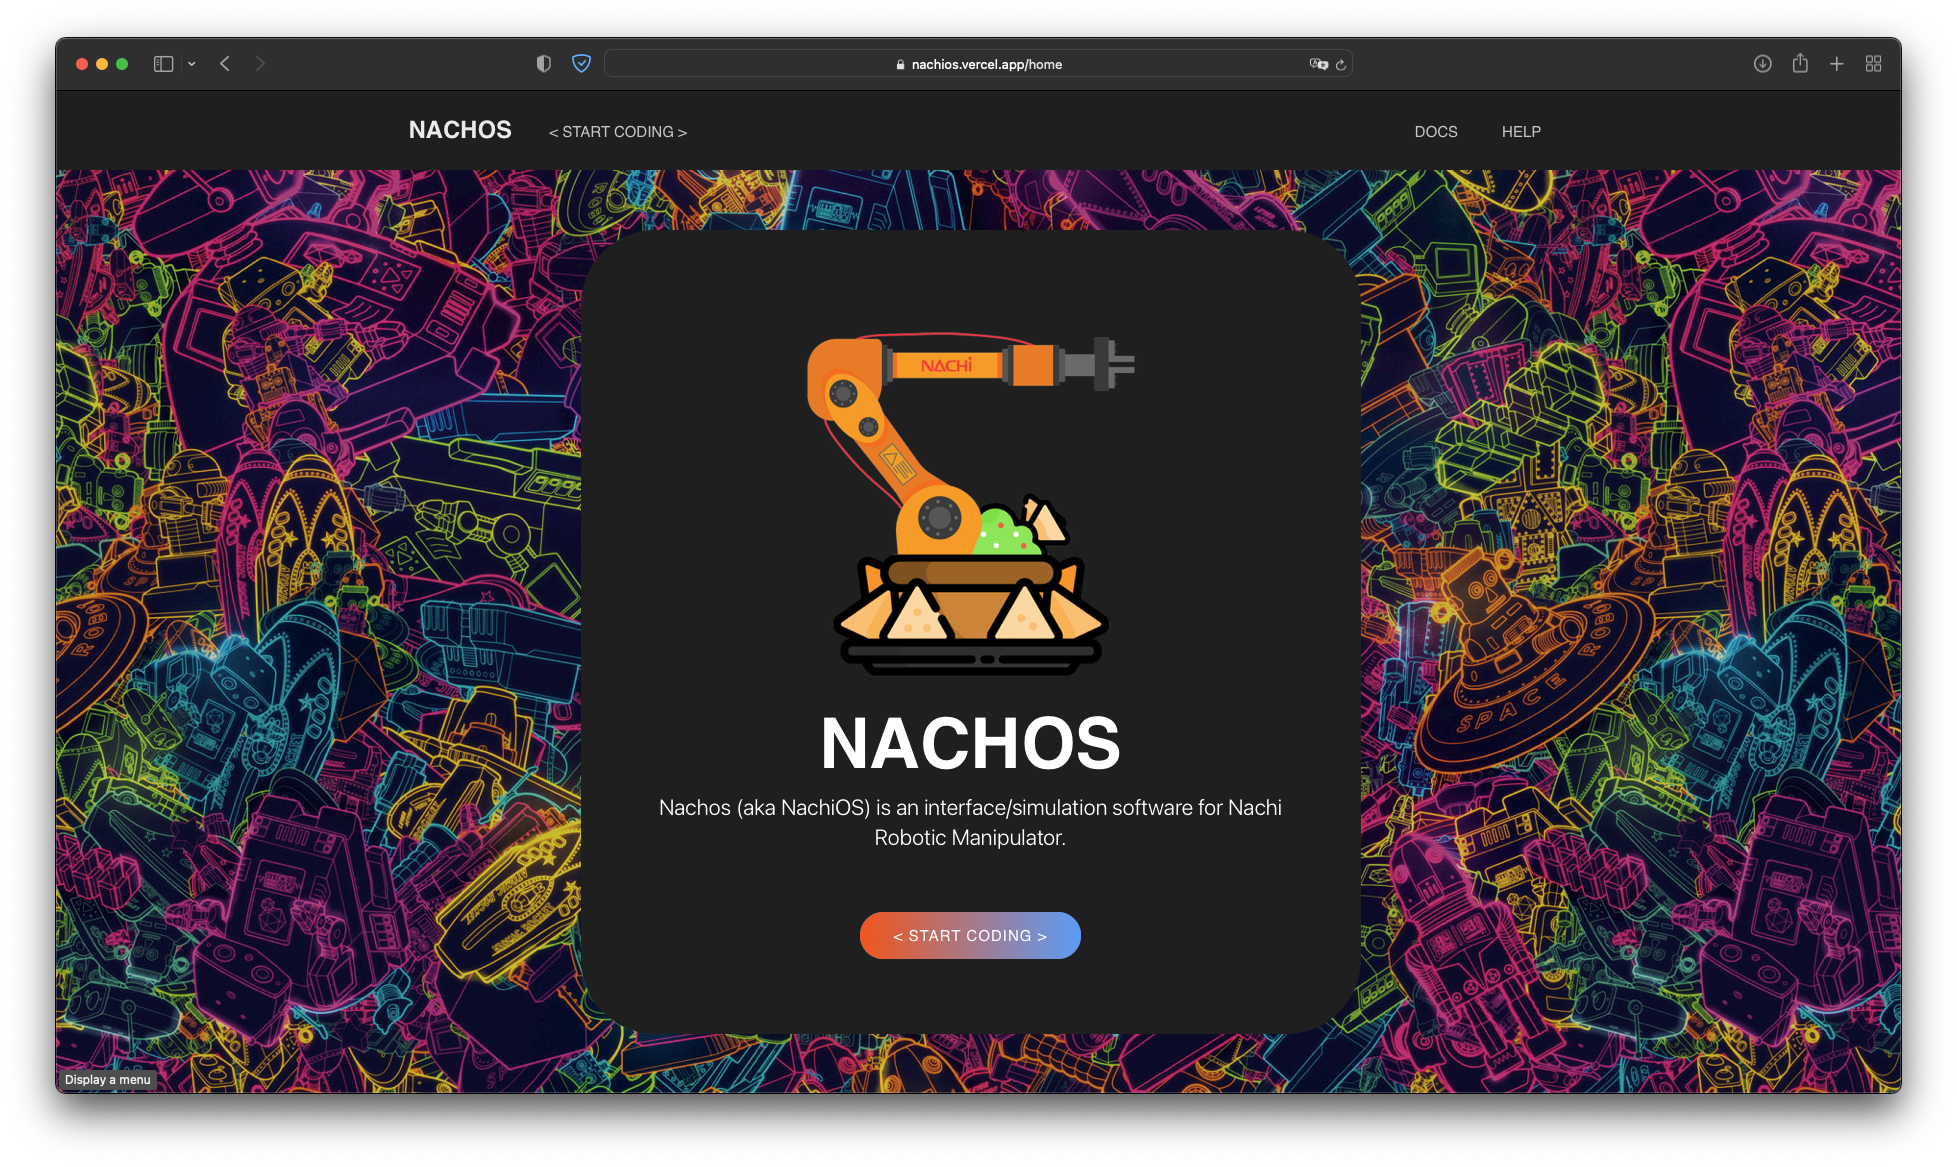 nachios.vercel.app/home
NACHOS
< START CODING >
DOCS
HELP
NACHi
SPACE ROBO
NACHOS
Nachos (aka NachiOS) is an interface/simulation software for Nachi
Robotic Manipulator.
< START CODING >
Display a menu